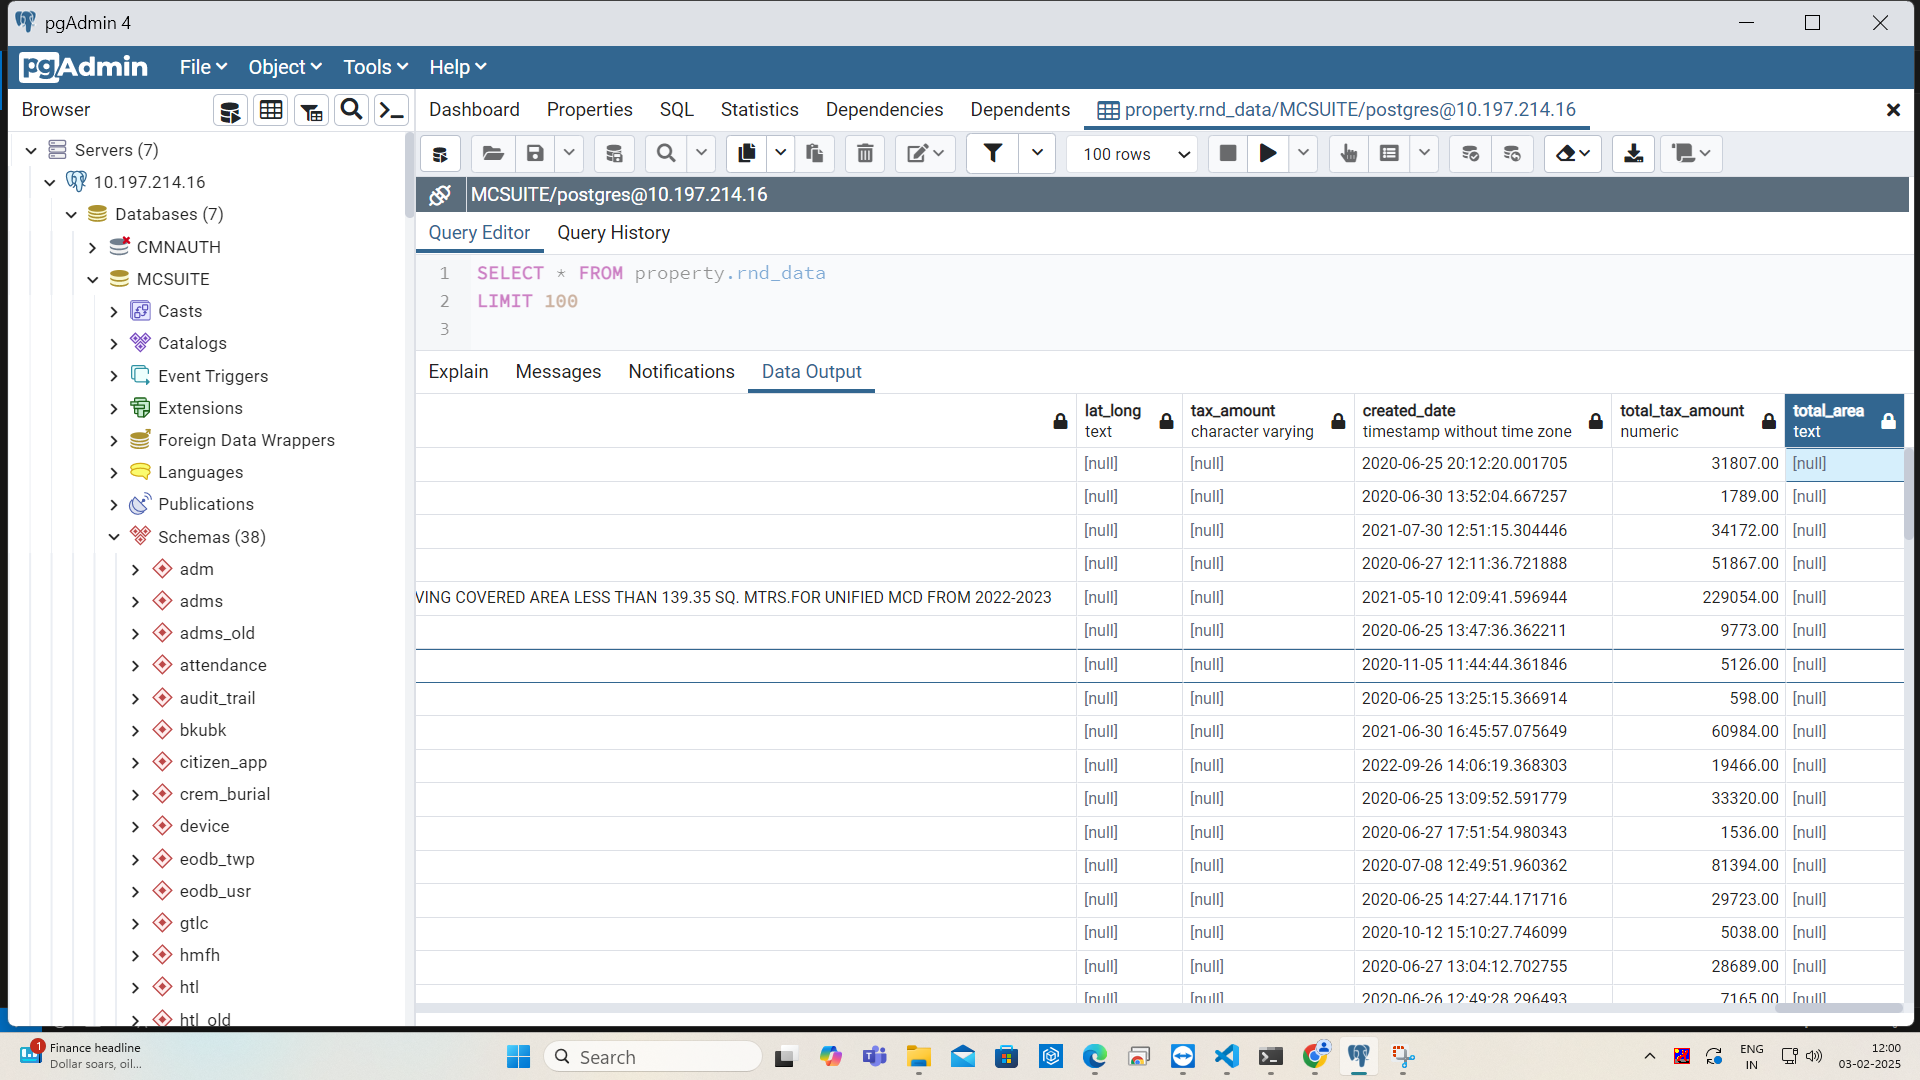 pgAdmin 4
pgAdmin File Object Tools Help
Browser
Dashboard Properties SQL Statistics Dependencies Dependents property.rnd_data/MCSUITE/postgres@10.197.214.16
100 rows
MCSUITE/postgres@10.197.214.16
Query Editor Query History
1 SELECT * FROM property.rnd_data
2 LIMIT 100
3
Explain Messages Notifications Data Output
Servers (7)
10.197.214.16
Databases (7)
CMNAUTH
MCSUITE
Casts
Catalogs
Event Triggers
Extensions
Foreign Data Wrappers
Languages
Publications
Schemas (38)
adm
adms
adms_old
attendance
audit_trail
bkubk
citizen_app
crem_burial
device
eodb_twp
eodb_usr
gtlc
hmfh
htl
htl_old
lat_long tax_amount created_date total_tax_amount total_area
text character varying timestamp without time zone numeric text
[null] [null] 2020-06-25 20:12:20.001705 31807.00 [null]
[null] [null] 2020-06-30 13:52:04.667257 1789.00 [null]
[null] [null] 2021-07-30 12:51:15.304446 34172.00 [null]
[null] [null] 2020-06-27 12:11:36.721888 51867.00 [null]
VING COVERED AREA LESS THAN 139.35 SQ. MTRS.FOR UNIFIED MCD FROM 2022-2023 [null] [null] 2021-05-10 12:09:41.596944 229054.00 [null]
[null] [null] 2020-06-25 13:47:36.362211 9773.00 [null]
[null] [null] 2020-11-05 11:44:44.361846 5126.00 [null]
[null] [null] 2020-06-25 13:25:15.366914 598.00 [null]
[null] [null] 2021-06-30 16:45:57.075649 60984.00 [null]
[null] [null] 2022-09-26 14:06:19.368303 19466.00 [null]
[null] [null] 2020-06-25 13:09:52.591779 33320.00 [null]
[null] [null] 2020-06-27 17:51:54.980343 1536.00 [null]
[null] [null] 2020-07-08 12:49:51.960362 81394.00 [null]
[null] [null] 2020-06-25 14:27:44.171716 29723.00 [null]
[null] [null] 2020-10-12 15:10:27.746099 5038.00 [null]
[null] [null] 2020-06-27 13:04:12.702755 28689.00 [null]
[null] [null] 2020-06-26 12:49:28.296493 7165.00 [null]
1 Finance headline
Dollar soars, oil...
Search
ENG
IN
12:00
03-02-2025